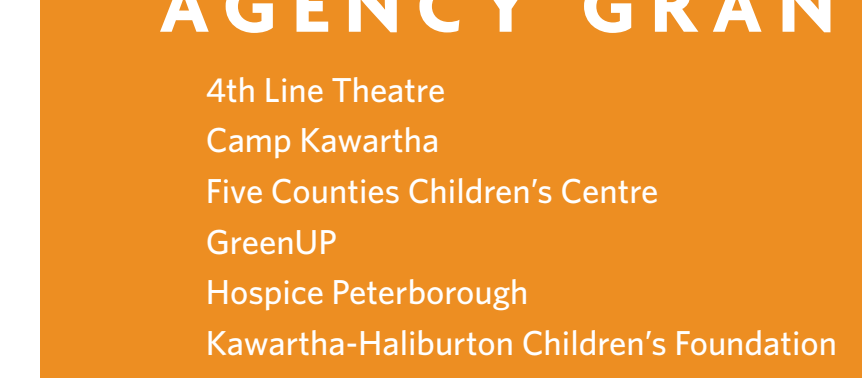 AGENCY GRAN
4th Line Theatre
Camp Kawartha
Five Counties Children’s Centre
GreenUP
Hospice Peterborough
Kawartha-Haliburton Children’s Foundation